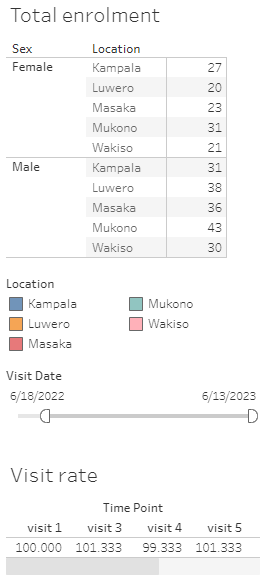 Total enrolment
Sex Location
Female Kampala 27
Luwero 20
Masaka 23
Mukono 31
Wakiso 21
Male Kampala 31
Luwero 38
Masaka 36
Mukono 43
Wakiso 30
Location
Kampala Mukono
Luwero Wakiso
Masaka
Visit Date
6/18/2022 6/13/2023
Visit rate
Time Point
visit 1 visit 3 visit 4 visit 5
100.000 101.333 99.333 101.333